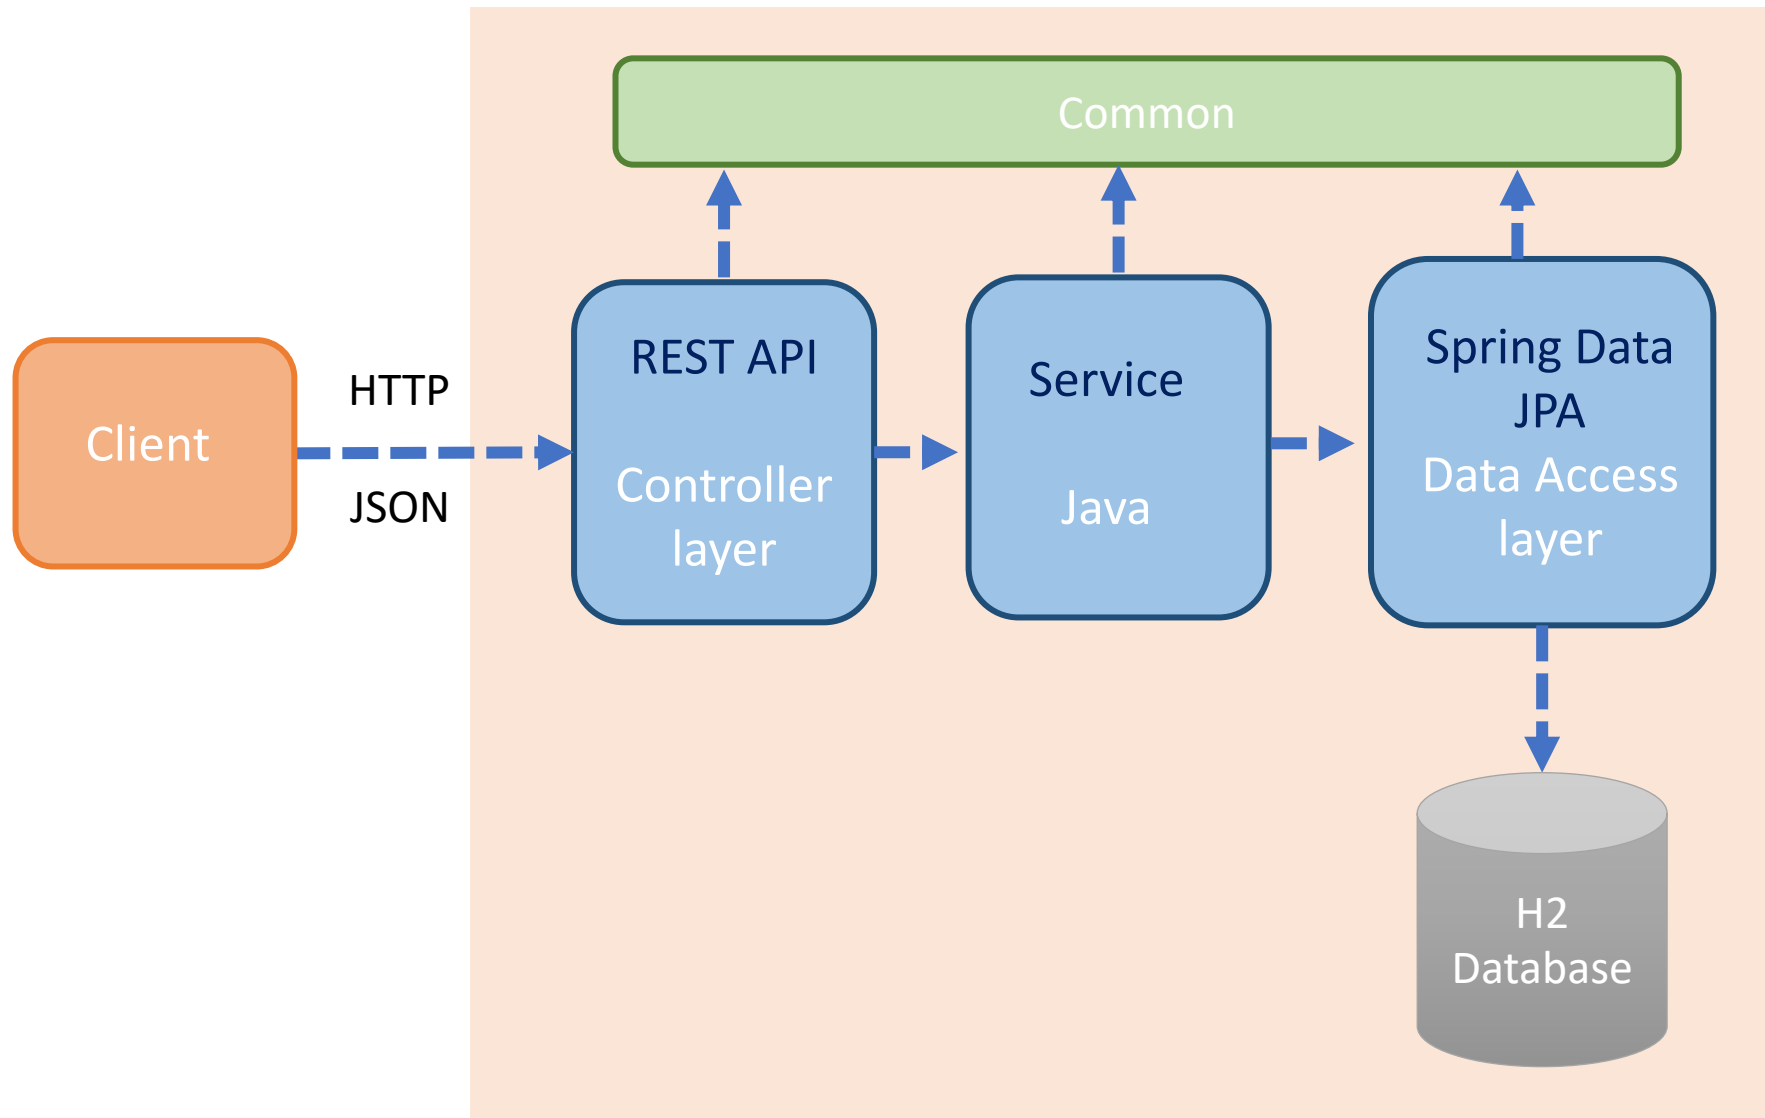 Common
Client
HTTP
JSON
REST API
Controller
layer
Service
Java
Spring Data
JPA
Data Access
layer
H2
Database